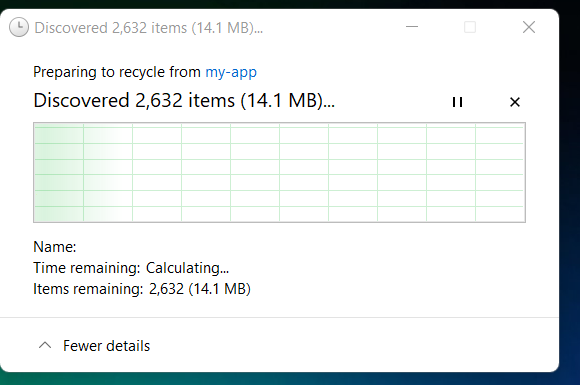 Discovered 2,632 items (14.1 MB)...
Preparing to recycle from my-app
Discovered 2,632 items (14.1 MB)...
Name:
Time remaining: Calculating...
Items remaining: 2,632 (14.1 MB)
Fewer details